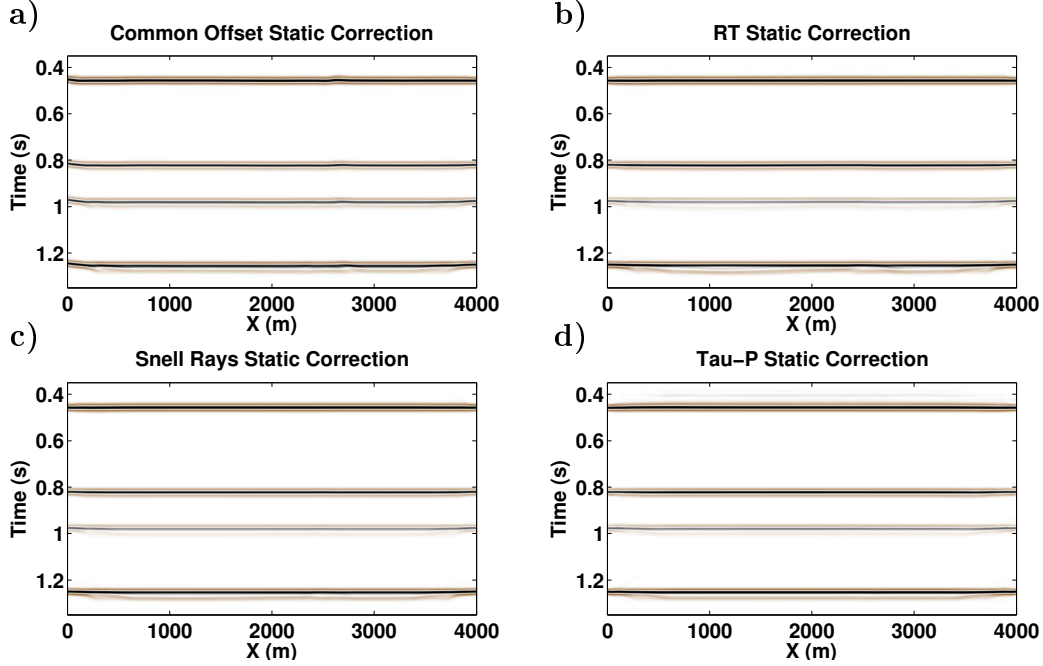 a)
Common Offset Static Correction
0.4
0.6
0.8
1
1.2
Time (s)
0 1000 2000 3000 4000
X (m)
b)
RT Static Correction
0.4
0.6
0.8
1
1.2
Time (s)
0 1000 2000 3000 4000
X (m)
c)
Snell Rays Static Correction
0.4
0.6
0.8
1
1.2
Time (s)
0 1000 2000 3000 4000
X (m)
d)
Tau−P Static Correction
0.4
0.6
0.8
1
1.2
Time (s)
0 1000 2000 3000 4000
X (m)